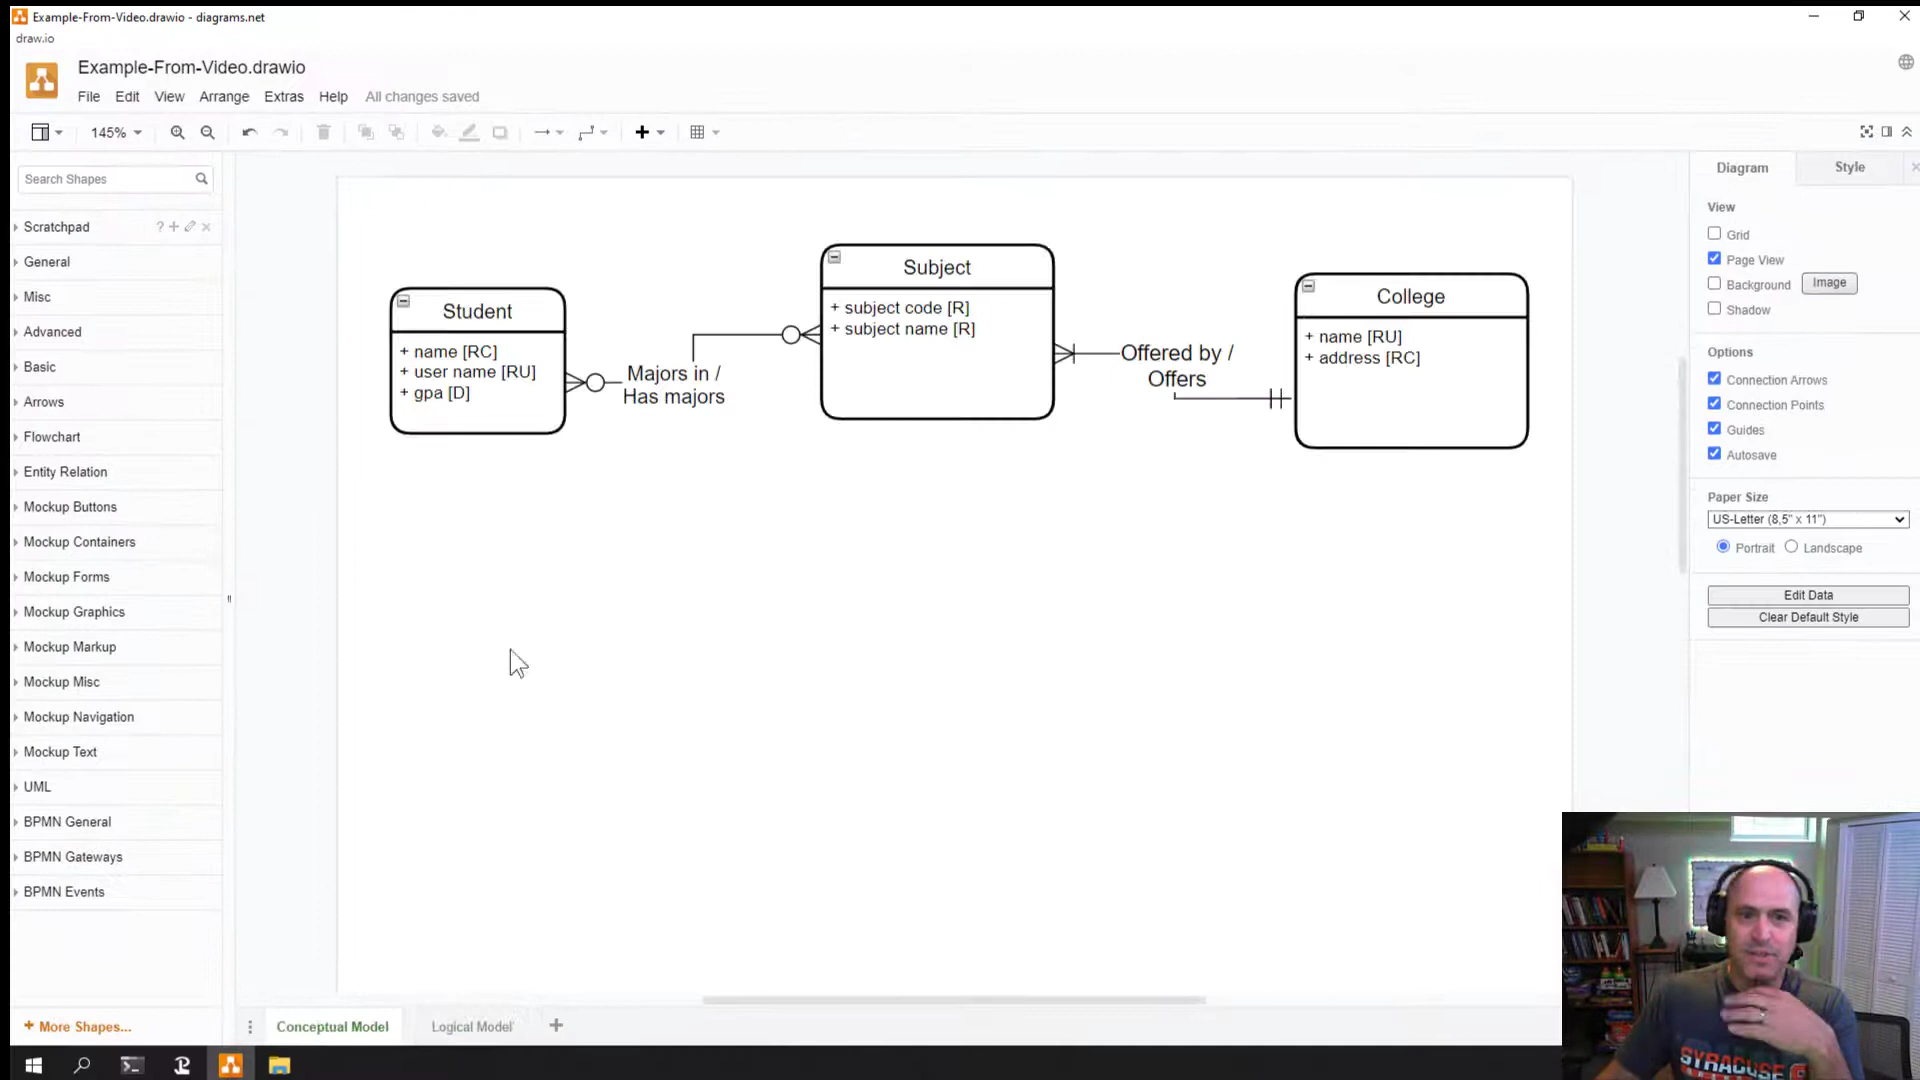 Example-From-Video.drawio - diagrams.net
draw.io
Example-From-Video.drawio
File Edit View Arrange Extras Help All changes saved
145%
Search Shapes
Scratchpad
General
Misc
Advanced
Basic
Arrows
Flowchart
Entity Relation
Mockup Buttons
Mockup Containers
Mockup Forms
Mockup Graphics
Mockup Markup
Mockup Misc
Mockup Navigation
Mockup Text
UML
BPMN General
BPMN Gateways
BPMN Events
+ More Shapes...
Student
+ name [RC]
+ user name [RU]
+ gpa [D]
Majors in /
Has majors
Subject
+ subject code [R]
+ subject name [R]
Offered by /
Offers
College
+ name [RU]
+ address [RC]
Diagram Style
View
Grid
Page View
Background Image
Shadow
Options
Connection Arrows
Connection Points
Guides
Autosave
Paper Size
US-Letter (8,5" x 11")
Portrait Landscape
Edit Data
Clear Default Style
Conceptual Model Logical Model
SYRACUSE